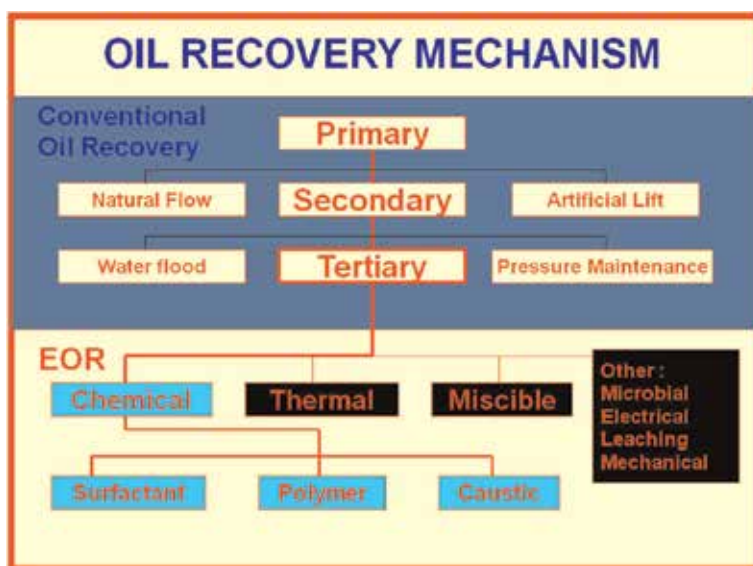 OIL RECOVERY MECHANISM
Conventional
Oil Recovery
Primary
Natural Flow
Secondary
Artificial Lift
Water flood
Tertiary
Pressure Maintenance
EOR
Chemical
Thermal
Miscible
Other :
Microbial
Electrical
Leaching
Mechanical
Surfactant
Polymer
Caustic